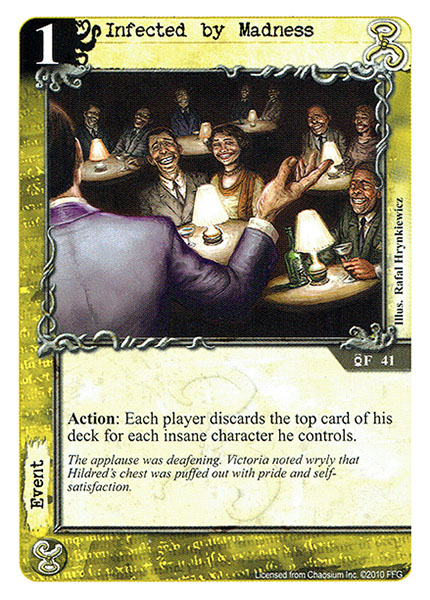 1
Infected by Madness
Illus. Rafał Hrynkiewicz
F 41
Action: Each player discards the top card of his
deck for each insane character he controls.
The applause was deafening. Victoria noted wryly that
Hildred's chest was puffed out with pride and self-
satisfaction.
Event
Licensed from Chaosium Inc. ©2010 FFG